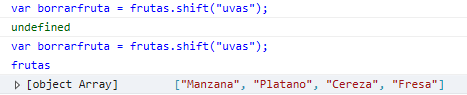 var borrarfruta = frutas.shift("uvas");
undefined
var borrarfruta = frutas.shift("uvas");
frutas
[object Array] ["Manzana", "Platano", "Cereza", "Fresa"]